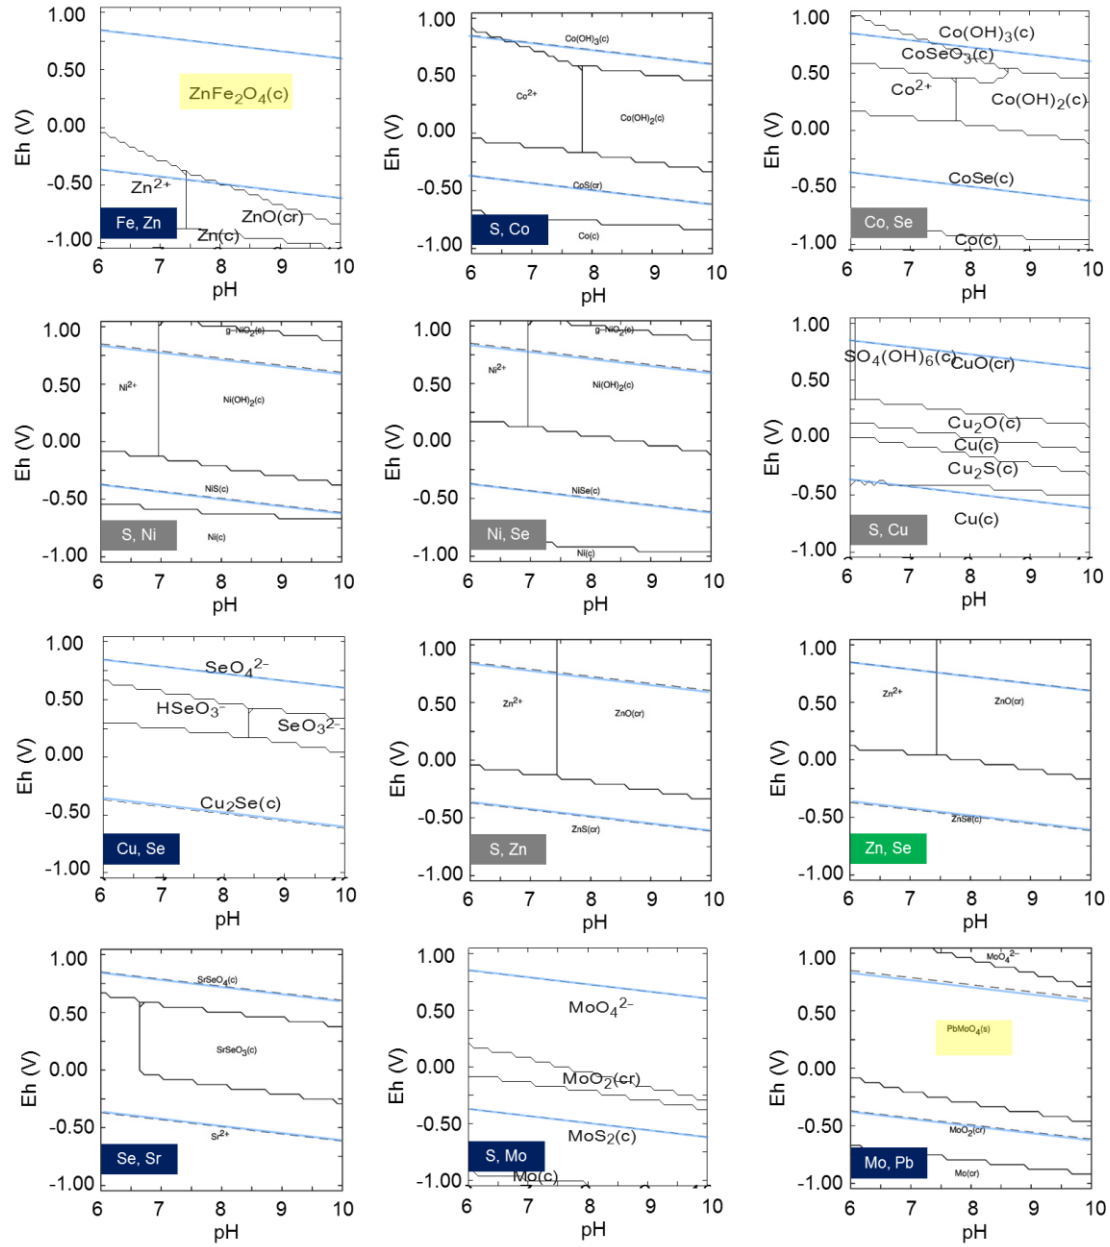 1.00
0.50
0.00
-0.50
-1.00
Eh (V)
ZnFe2O4(c)
Zn2+
ZnO(cr)
Zn(c)
Fe, Zn
6 7 8 9 10
pH
1.00
0.50
0.00
-0.50
-1.00
Eh (V)
Co(OH)3(c)
Co2+
Co(OH)2(c)
CoS(cr)
Co(c)
S, Co
6 7 8 9 10
pH
1.00
0.50
0.00
-0.50
-1.00
Eh (V)
Co(OH)3(c)
CoSeO3(c)
Co2+
Co(OH)2(c)
CoSe(c)
Co(c)
Co, Se
6 7 8 9 10
pH
1.00
0.50
0.00
-0.50
-1.00
Eh (V)
g-NiO2(c)
Ni2+
Ni(OH)2(c)
NiS(c)
Ni(c)
S, Ni
6 7 8 9 10
pH
1.00
0.50
0.00
-0.50
-1.00
Eh (V)
g-NiO2(c)
Ni2+
Ni(OH)2(c)
NiSe(c)
Ni(c)
Ni, Se
6 7 8 9 10
pH
1.00
0.50
0.00
-0.50
-1.00
Eh (V)
SO4(OH)6(c)
CuO(cr)
Cu2O(c)
Cu(c)
Cu2S(c)
Cu(c)
S, Cu
6 7 8 9 10
pH
1.00
0.50
0.00
-0.50
-1.00
Eh (V)
SeO42-
HSeO3-
SeO32-
Cu2Se(c)
Cu, Se
6 7 8 9 10
pH
1.00
0.50
0.00
-0.50
-1.00
Eh (V)
Zn2+
ZnO(cr)
ZnS(cr)
S, Zn
6 7 8 9 10
pH
1.00
0.50
0.00
-0.50
-1.00
Eh (V)
Zn2+
ZnO(cr)
ZnSe(c)
Zn, Se
6 7 8 9 10
pH
1.00
0.50
0.00
-0.50
-1.00
Eh (V)
SrSeO4(c)
SrSeO3(c)
Sr2+
Se, Sr
6 7 8 9 10
pH
1.00
0.50
0.00
-0.50
-1.00
Eh (V)
MoO42-
MoO2(cr)
MoS2(c)
Mo(c)
S, Mo
6 7 8 9 10
pH
1.00
0.50
0.00
-0.50
-1.00
Eh (V)
MoO42-
PbMoO4(s)
MoO2(cr)
Mo(cr)
Mo, Pb
6 7 8 9 10
pH